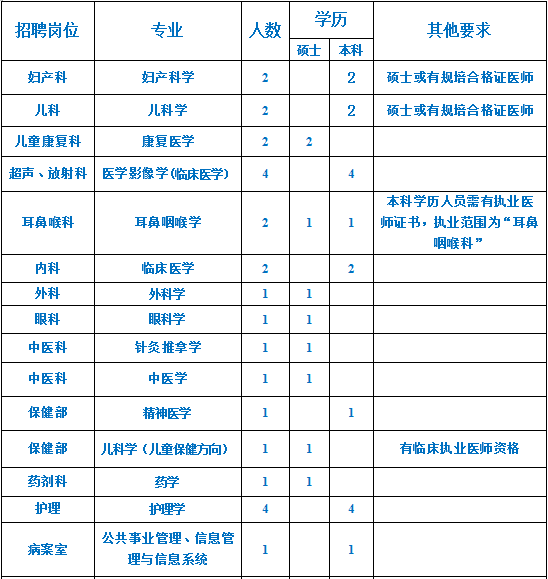 招聘岗位 专业 人数 学历 其他要求
硕士 本科
妇产科 妇产科学 2 2 硕士或有规培合格证医师
儿科 儿科学 2 2 硕士或有规培合格证医师
儿童康复科 康复医学 2 2
超声、放射科 医学影像学(临床医学) 4 4
耳鼻喉科 耳鼻咽喉学 2 1 1 本科学历人员需有执业医
师证书，执业范围为“耳鼻
咽喉科”
内科 临床医学 2 2
外科 外科学 1 1
眼科 眼科学 1 1
中医科 针灸推拿学 1 1
中医科 中医学 1 1
保健部 精神医学 1 1
保健部 儿科学（儿童保健方向） 1 1 有临床执业医师资格
药剂科 药学 1 1
护理 护理学 4 4
病案室 公共事业管理、信息管
理与信息系统 1 1